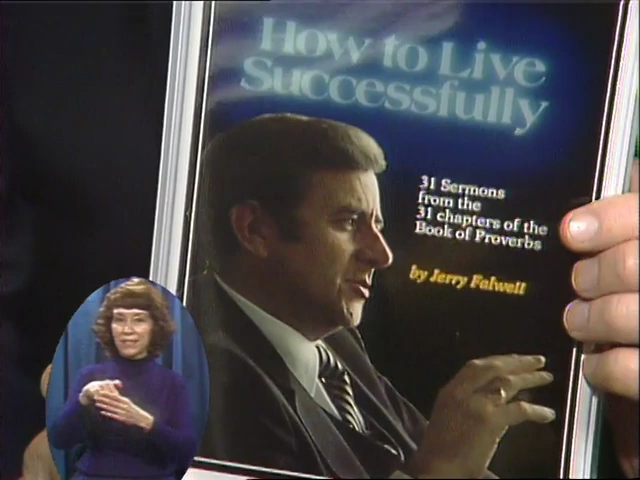 How to Live
Successfully
31 Sermons
from the
31 chapters of the
Book of Proverbs
by Jerry Falwell